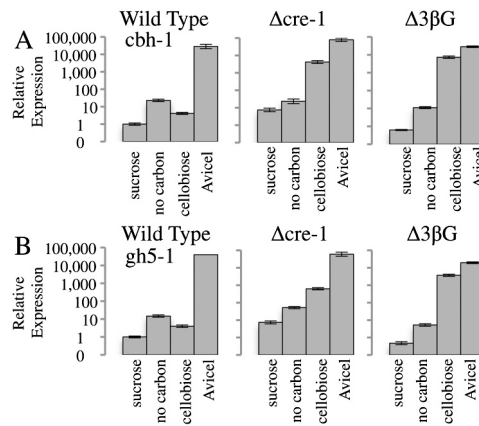 A
Wild Type
cbh-1
Δcre-1
Δ3βG
Relative
Expression
100,000
10,000
1,000
100
10
1
0
sucrose
no carbon
cellobiose
Avicel
sucrose
no carbon
cellobiose
Avicel
sucrose
no carbon
cellobiose
Avicel
B
Wild Type
gh5-1
Δcre-1
Δ3βG
Relative
Expression
100,000
10,000
1,000
100
10
1
0
sucrose
no carbon
cellobiose
Avicel
sucrose
no carbon
cellobiose
Avicel
sucrose
no carbon
cellobiose
Avicel